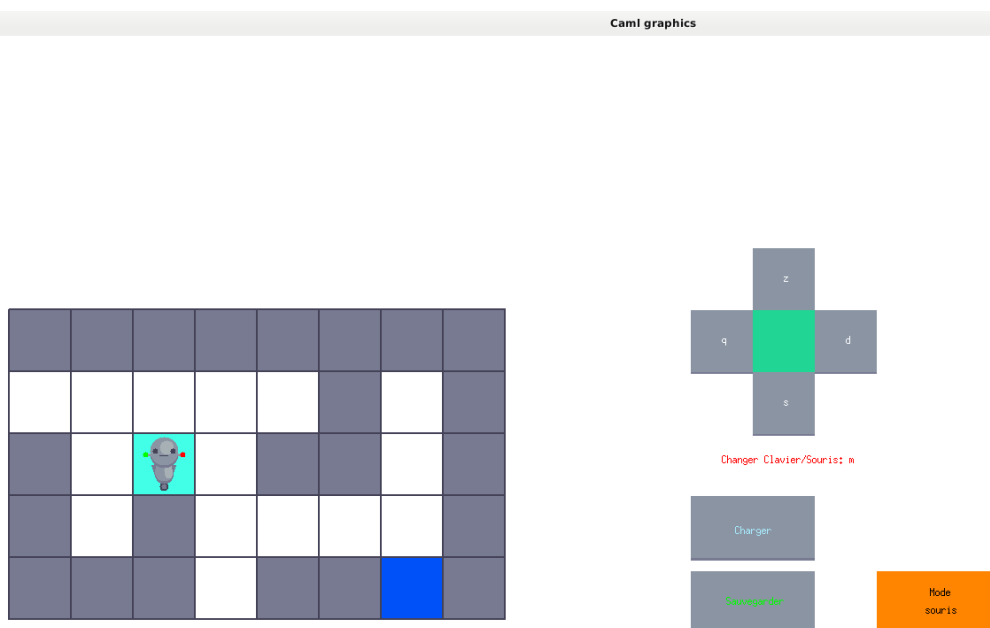 Caml graphics
z
q
d
s
Changer Clavier/Souris: m
Charger
Sauvegarder
Mode
souris